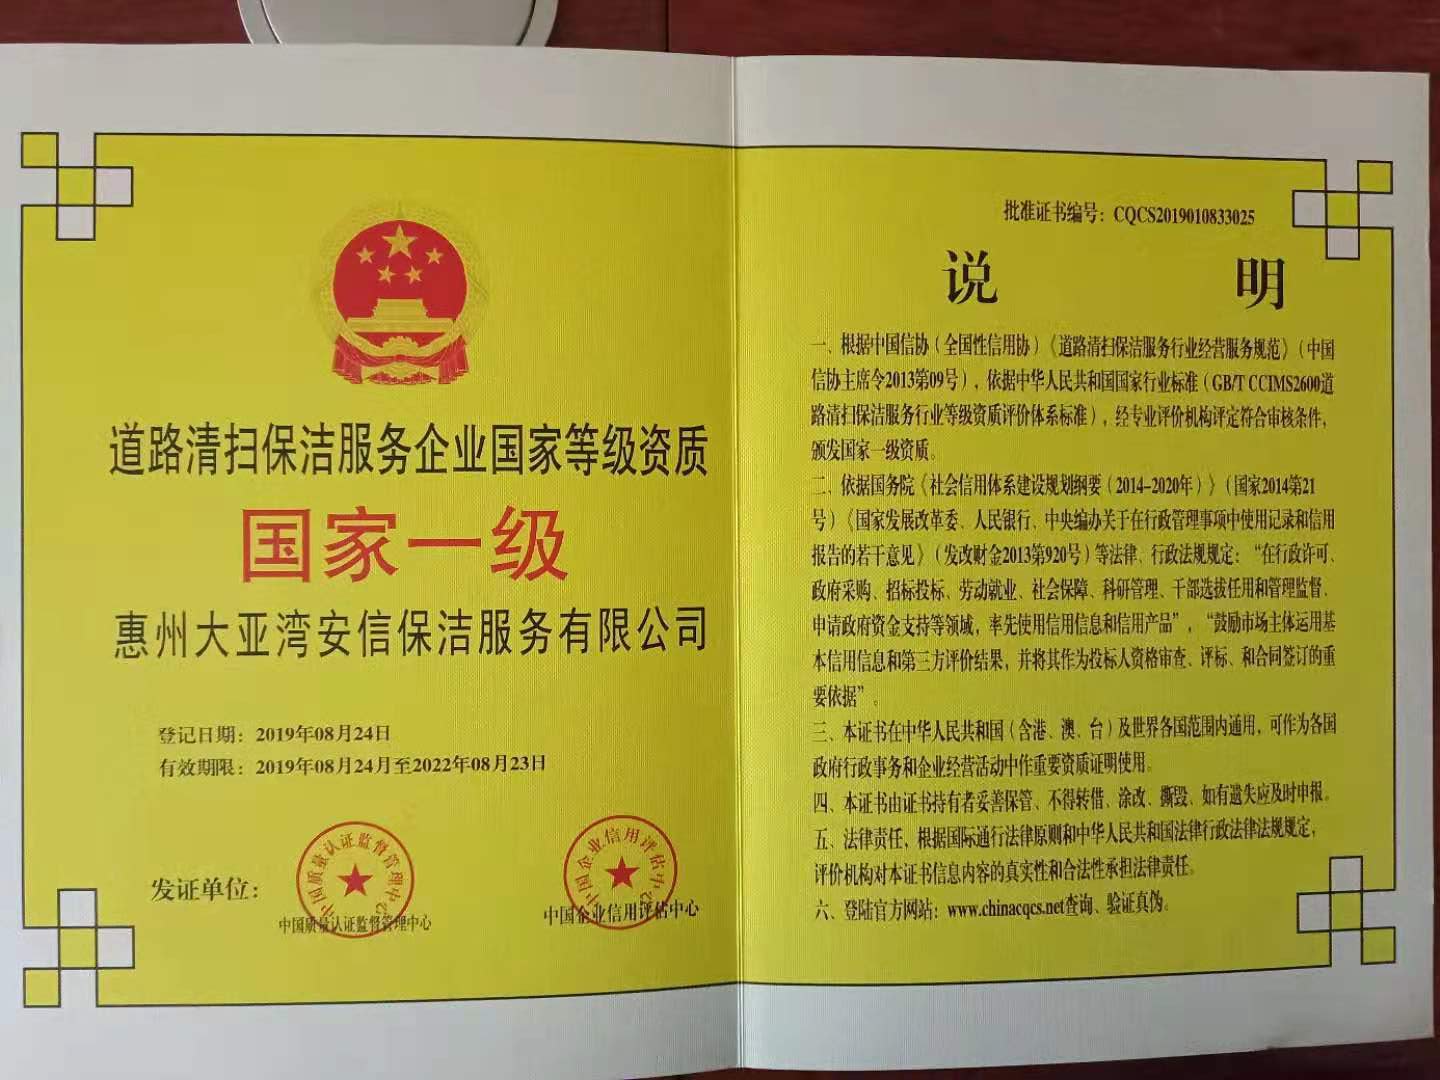 道路清扫保洁服务企业国家等级资质
国家一级
惠州大亚湾安信保洁服务有限公司
登记日期：2019年08月24日
有效期限：2019年08月24月至2022年08月23日
发证单位：
中国质量认证监督管理中心
中国质量认证监督管理中心
中国企业信用评估中心
中国企业信用评估中心
批准证书编号：CQCS2019010833025
说明
一、根据中国信协（全国性信用协）《道路清扫保洁服务行业经营服务规范》（中国
信协主席令2013第09号），依据中华人民共和国国家行业标准（GB/T CCIMS2600道
路清扫保洁服务行业等级资质评价体系标准），经专业评价机构评定符合审核条件，
颁发国家一级资质。
二、依据国务院《社会信用体系建设规划纲要（2014-2020年）》（国家2014第21
号）《国家发展改革委、人民银行、中央编办关于在行政管理事项中使用记录和信用
报告的若干意见》（发改财金2013第920号）等法律、行政法规规定：“在行政许可、
政府采购、招标投标、劳动就业、社会保障、科研管理、干部选拔任用和管理监督、
申请政府资金支持等领域，率先使用信用信息和信用产品”，“鼓励市场主体运用基
本信用信息和第三方评价结果，并将其作为投标人资格审查、评标、和合同签订的重
要依据”。
三、本证书在中华人民共和国（含港、澳、台）及世界各国范围内通用，可作为各国
政府行政事务和企业经营活动中作重要资质证明使用。
四、本证书由证书持有者妥善保管、不得转借、涂改、撕毁、如有遗失应及时申报。
五、法律责任，根据国际通行法律原则和中华人民共和国法律行政法律法规规定，
评价机构对本证书信息内容的真实性和合法性承担法律责任。
六、登陆官方网站：www.chinacqcs.net查询、验证真伪。